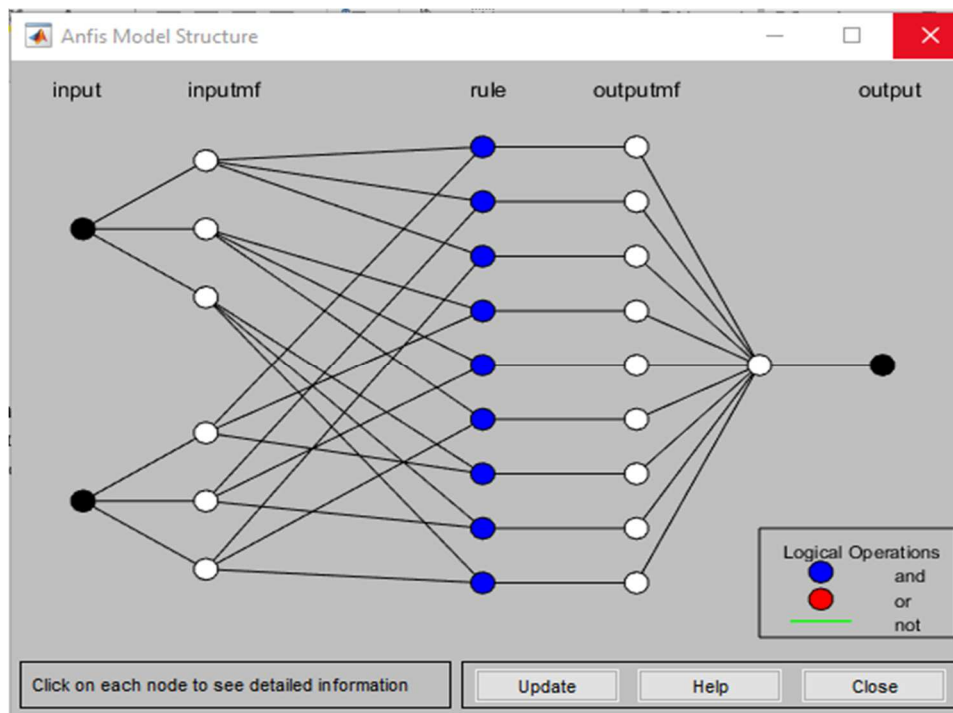 Anfis Model Structure
input inputmf rule outputmf output
Logical Operations
and
or
not
Click on each node to see detailed information
Update Help Close